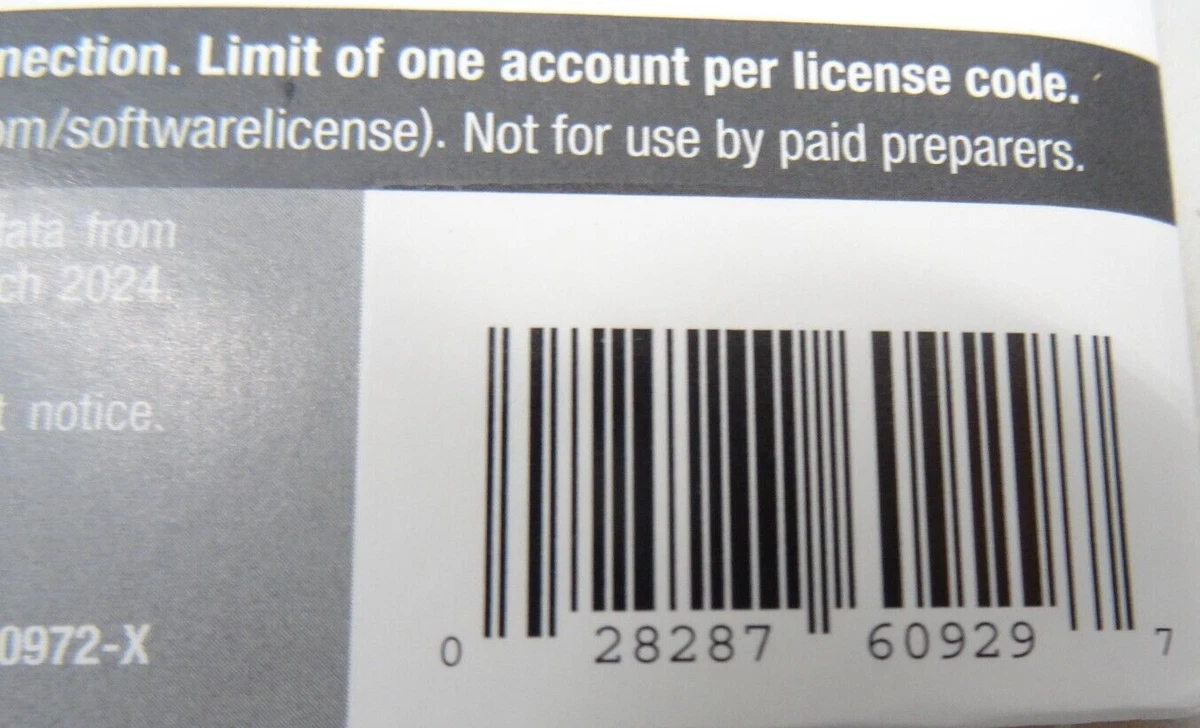 nection. Limit of one account per license code.
om/softwarelicense). Not for use by paid preparers.
data from
ch 2024.
t notice.
0972-X
0 28287 60929 7